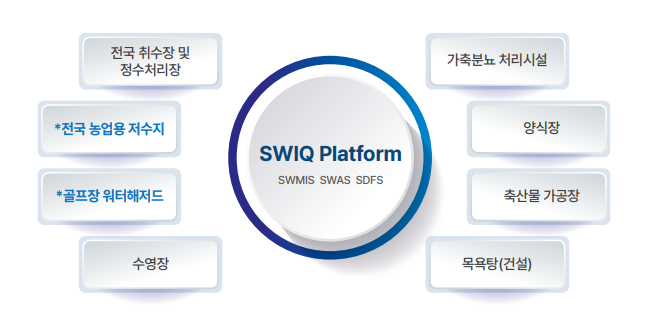 전국 취수장 및
정수처리장
*전국 농업용 저수지
*골프장 워터해저드
수영장
SWIQ Platform
SWMIS SWAS SDFS
가축분뇨 처리시설
양식장
축산물 가공장
목욕탕(건설)